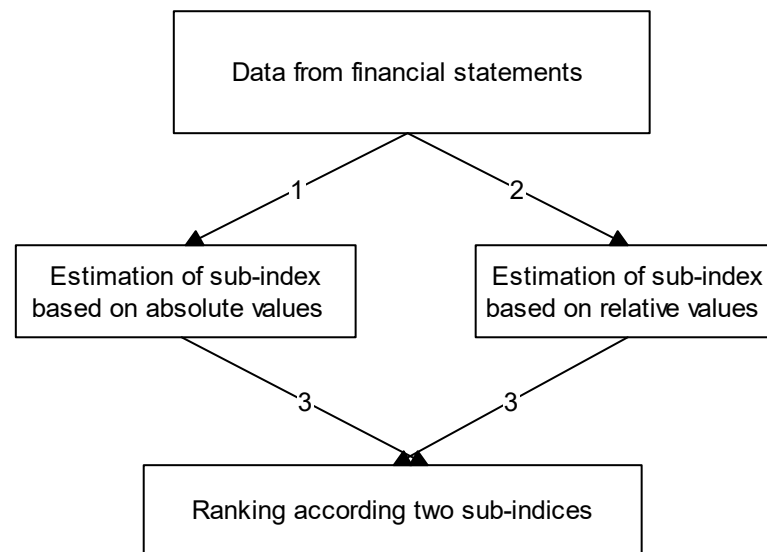 Data from financial statements
1
2
Estimation of sub-index
based on absolute values
Estimation of sub-index
based on relative values
3
3
Ranking according two sub-indices